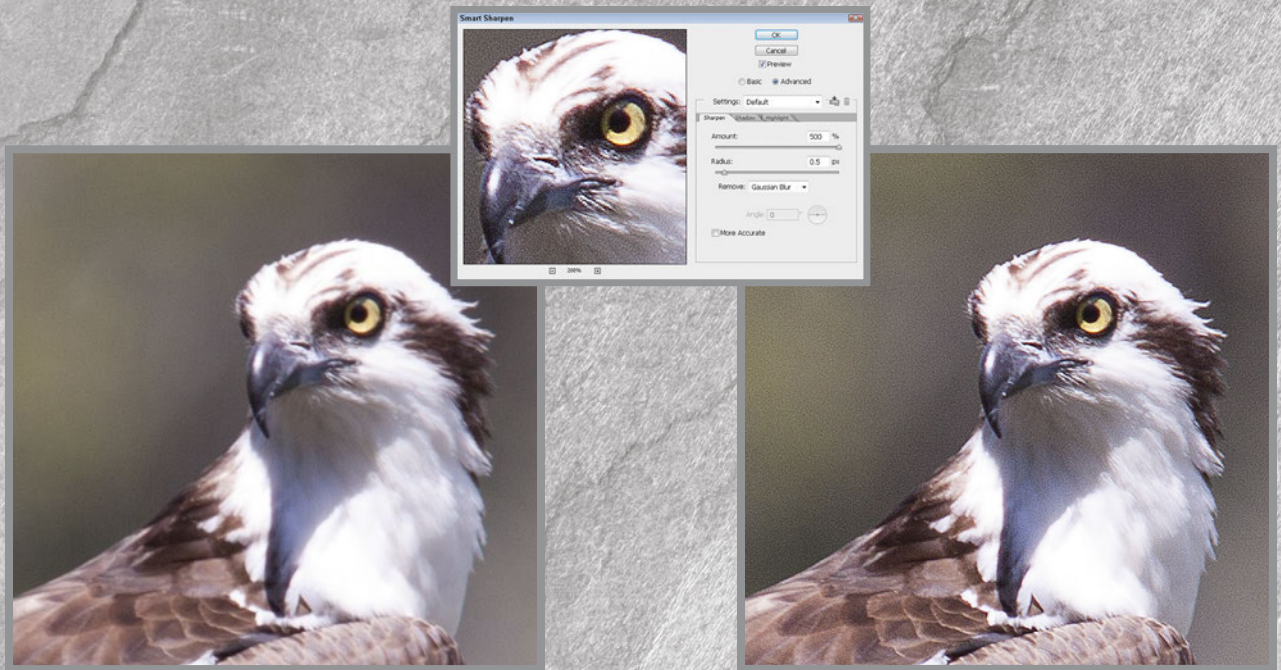 Smart Sharpen
OK
Cancel
Preview
Basic Advanced
Settings: Default
Sharpen Shadow Highlight
Amount: 500 %
Radius: 0.5 px
Remove: Gaussian Blur
Angle: 0 °
More Accurate